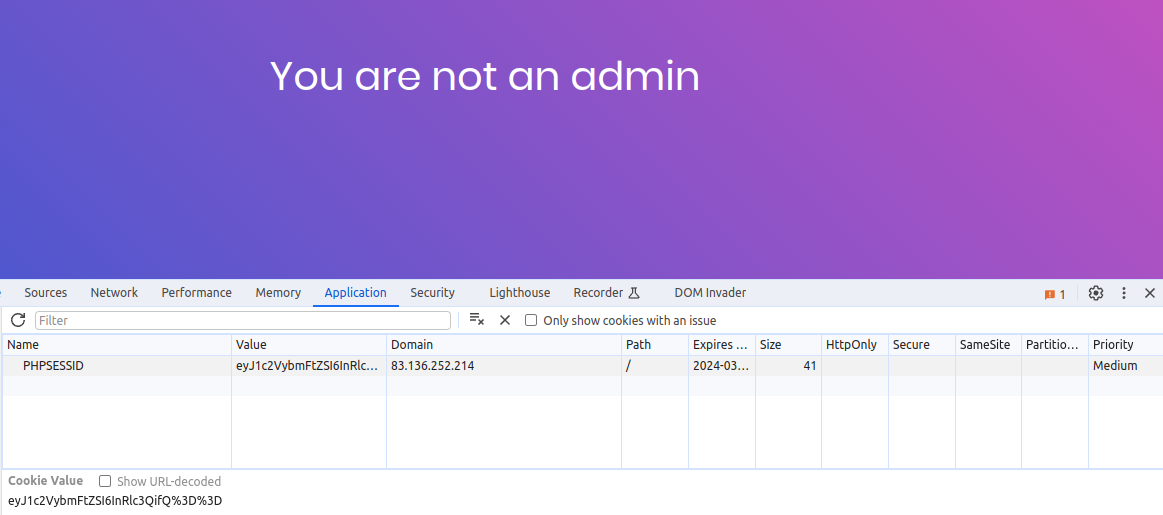 You are not an admin
Sources Network Performance Memory Application Security Lighthouse Recorder DOM Invader 1
Filter Only show cookies with an issue
Name Value Domain Path Expires ... Size HttpOnly Secure SameSite Partitio... Priority
PHPSESSID eyJ1c2VybmFtZSI6InRlc... 83.136.252.214 / 2024-03... 41 Medium
Cookie Value Show URL-decoded
eyJ1c2VybmFtZSI6InRlc3QifQ%3D%3D